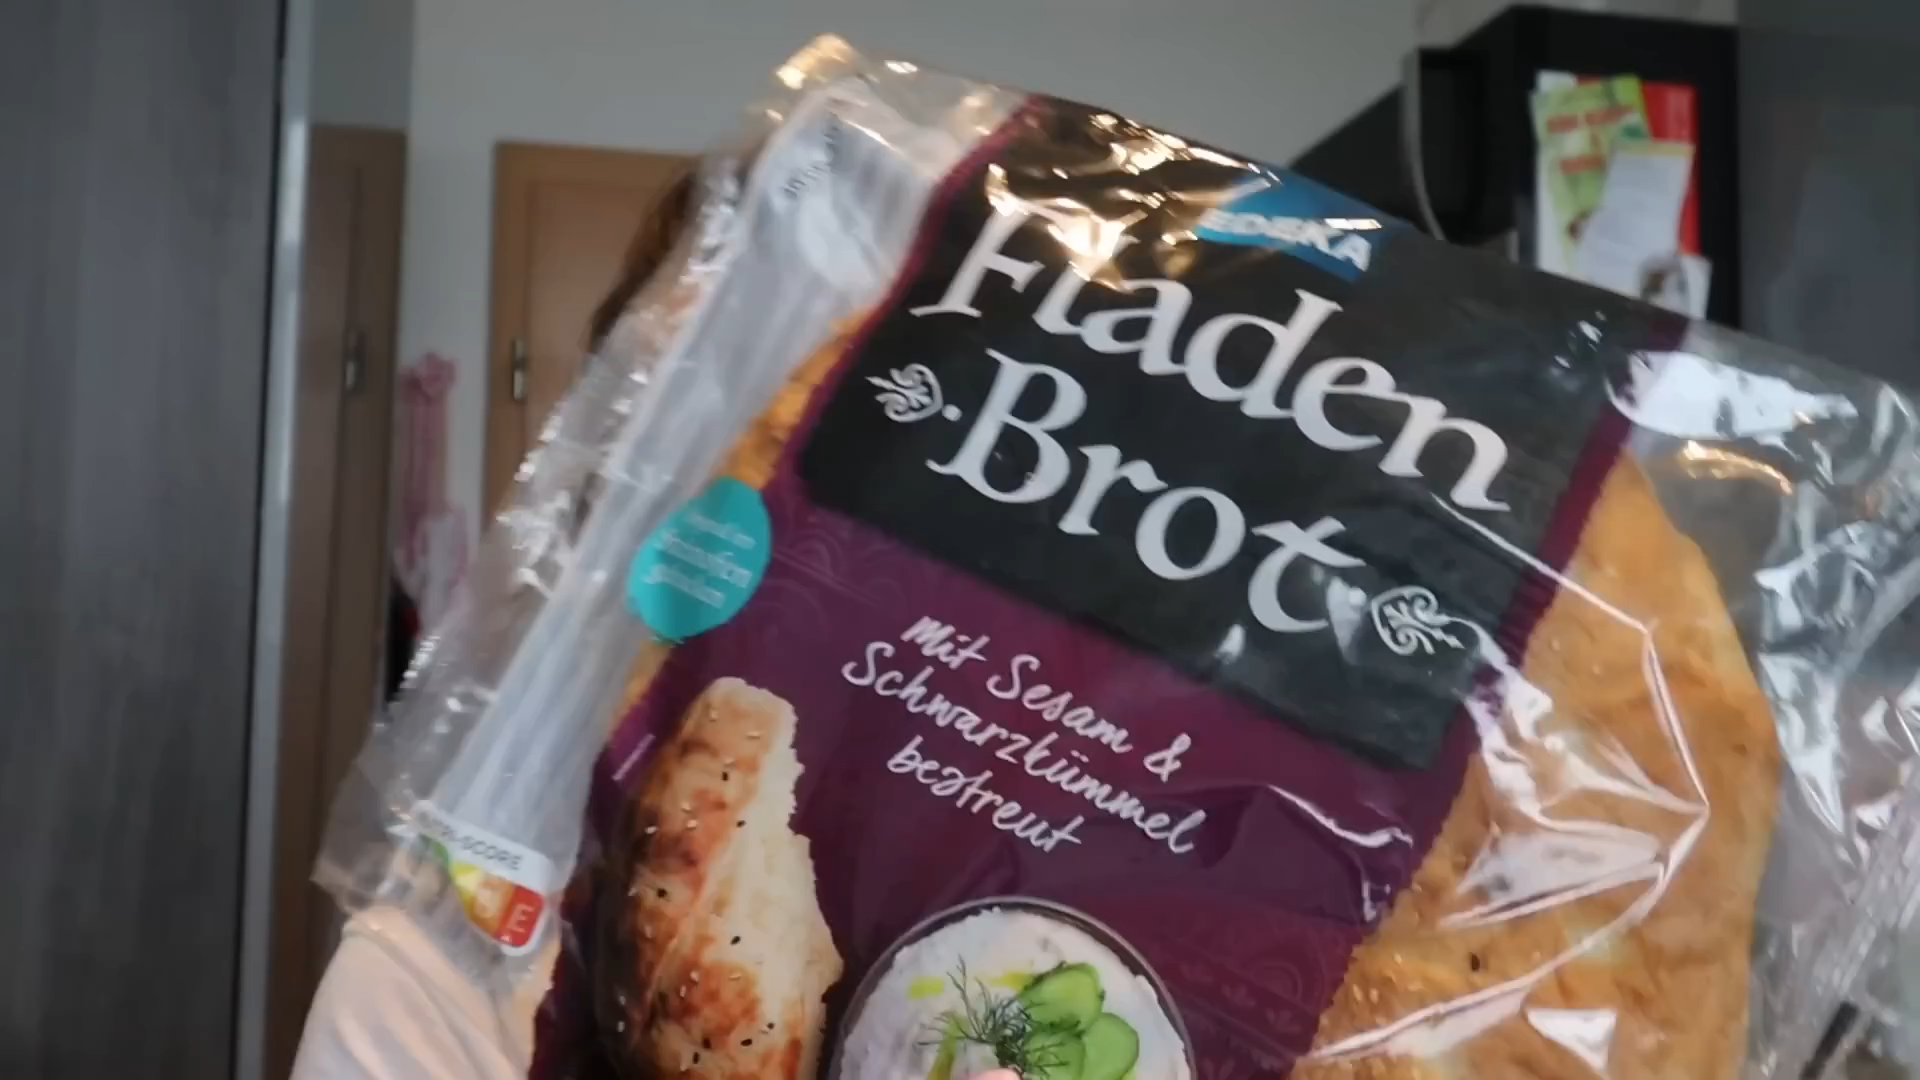 EDEKA
Fladen
Brot
mit Sesam &
Schwarzkümmel
bestreut
E